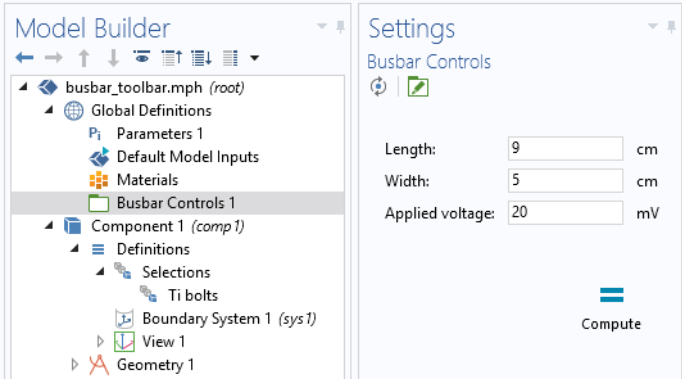 Model Builder
busbar_toolbar.mph (root)
Global Definitions
Pi Parameters 1
Default Model Inputs
Materials
Busbar Controls 1
Component 1 (comp1)
Definitions
Selections
Ti bolts
Boundary System 1 (sys1)
View 1
Geometry 1
Settings
Busbar Controls
Length: 9 cm
Width: 5 cm
Applied voltage: 20 mV
Compute